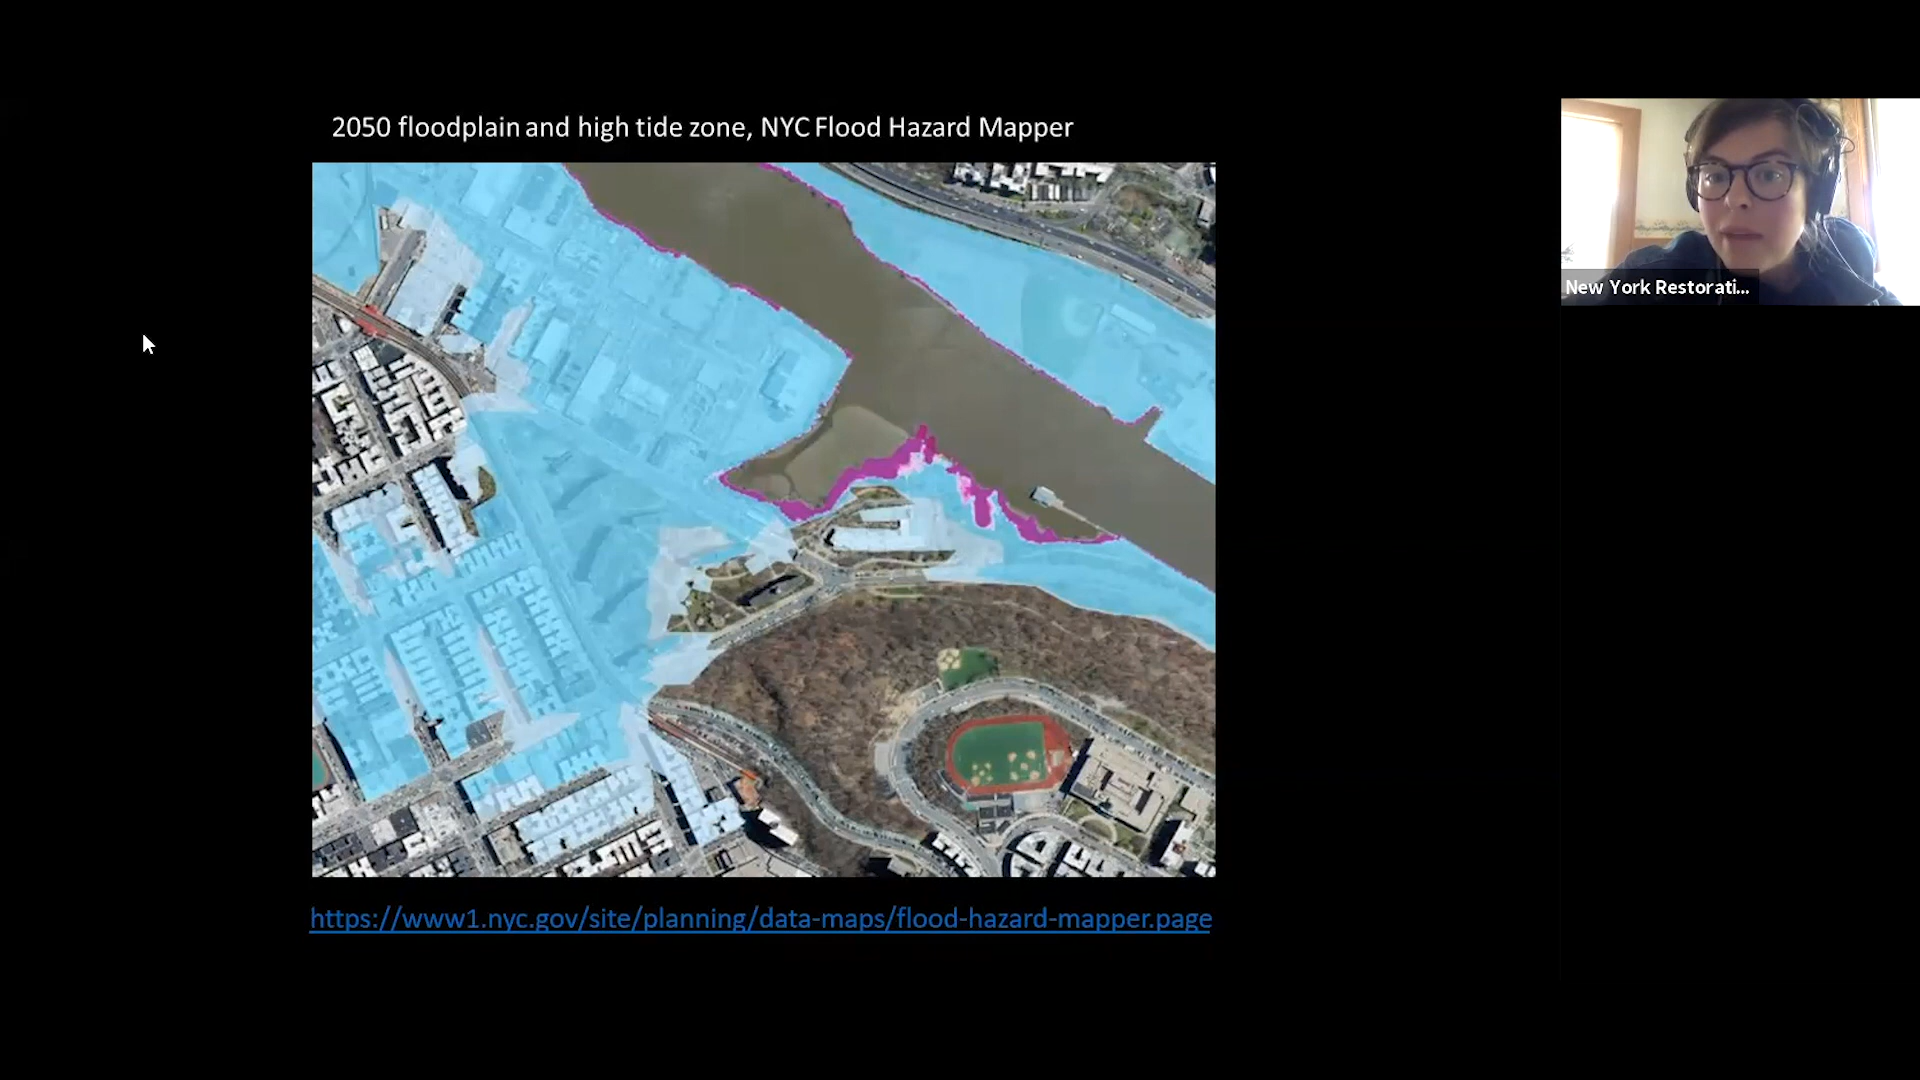 2050 floodplain and high tide zone, NYC Flood Hazard Mapper
New York Restorati...
https://www1.nyc.gov/site/planning/data-maps/flood-hazard-mapper.page